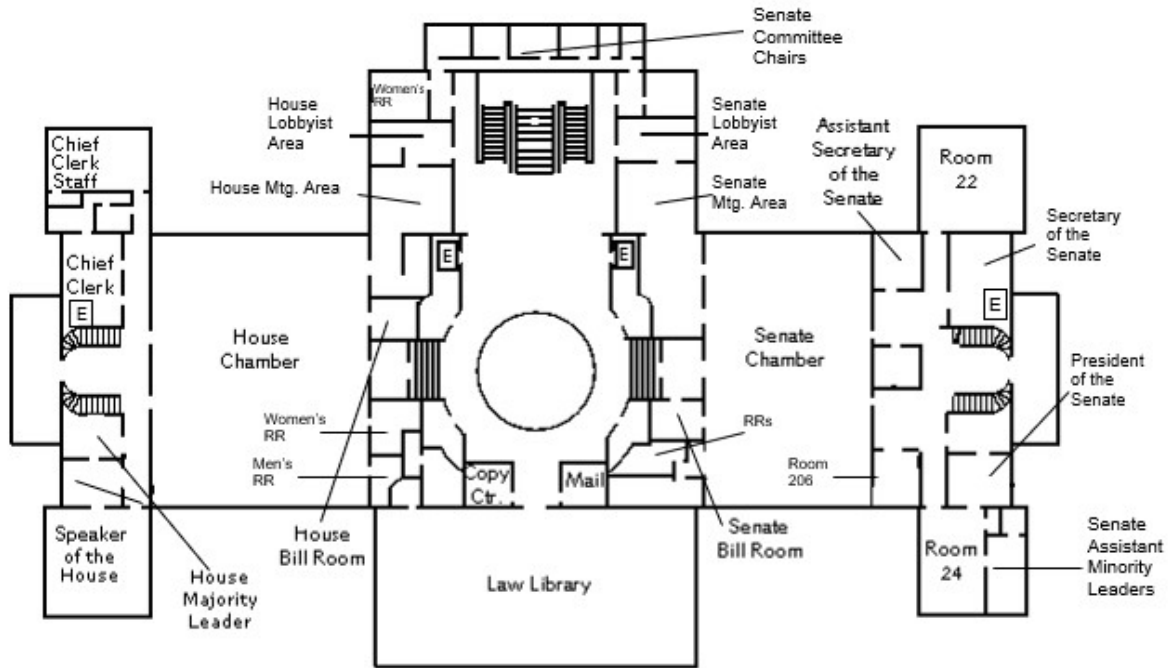 Senate
Committee
Chairs
Women's
RR
House
Lobbyist
Area
Senate
Lobbyist
Area
Assistant
Secretary
of the
Senate
Chief
Clerk
Staff
Room
22
House Mtg. Area
Senate
Mtg. Area
Secretary
of the
Senate
Chief
Clerk
E
E
E
E
House
Chamber
Senate
Chamber
President
of the
Senate
Women's
RR
RRs
Men's
RR
Copy
Ctr.
Mail
Room
206
Speaker
of the
House
House
Bill Room
Senate
Bill Room
Room
24
Senate
Assistant
Minority
Leaders
House
Majority
Leader
Law Library